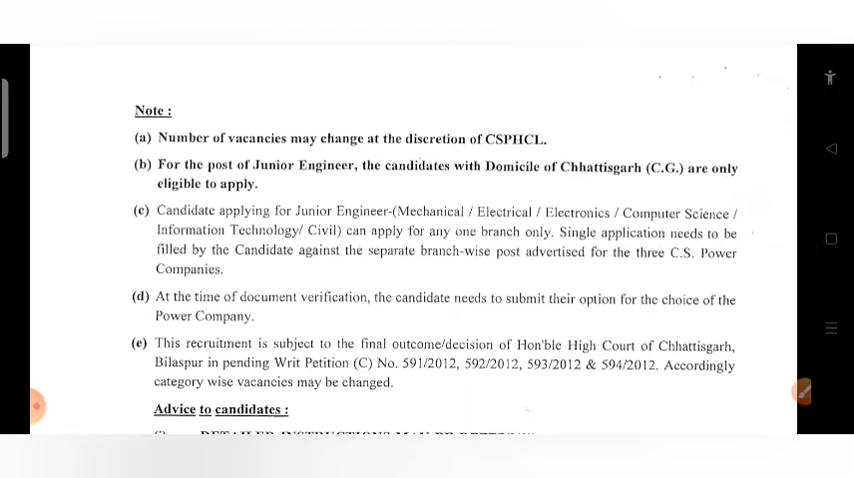 Note :
(a) Number of vacancies may change at the discretion of CSPHCL.
(b) For the post of Junior Engineer, the candidates with Domicile of Chhattisgarh (C.G.) are only
eligible to apply.
(c) Candidate applying for Junior Engineer-(Mechanical / Electrical / Electronics / Computer Science /
Information Technology/ Civil) can apply for any one branch only. Single application needs to be
filled by the Candidate against the separate branch-wise post advertised for the three C.S. Power
Companies.
(d) At the time of document verification, the candidate needs to submit their option for the choice of the
Power Company.
(e) This recruitment is subject to the final outcome/decision of Hon'ble High Court of Chhattisgarh,
Bilaspur in pending Writ Petition (C) No. 591/2012, 592/2012, 593/2012 & 594/2012. Accordingly
category wise vacancies may be changed.
Advice to candidates :